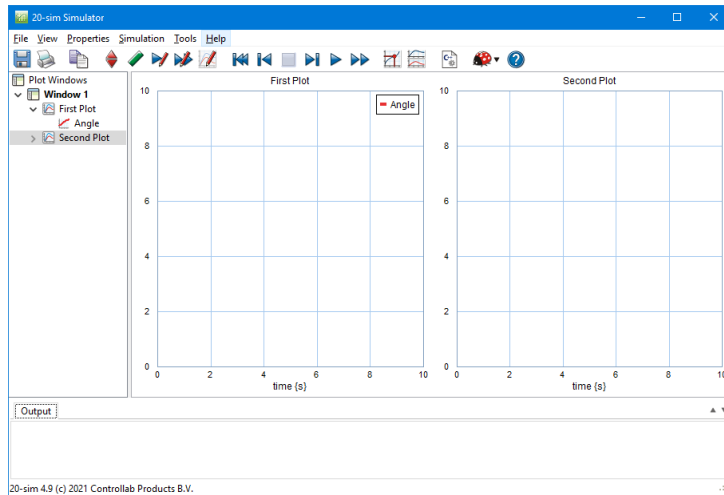 20-sim Simulator
File View Properties Simulation Tools Help
Plot Windows
Window 1
First Plot
Angle
Second Plot
First Plot
Angle
10
8
6
4
2
0
0 2 4 6 8 10
time {s}
Second Plot
10
8
6
4
2
0
0 2 4 6 8 10
time {s}
Output
20-sim 4.9 (c) 2021 Controllab Products B.V.